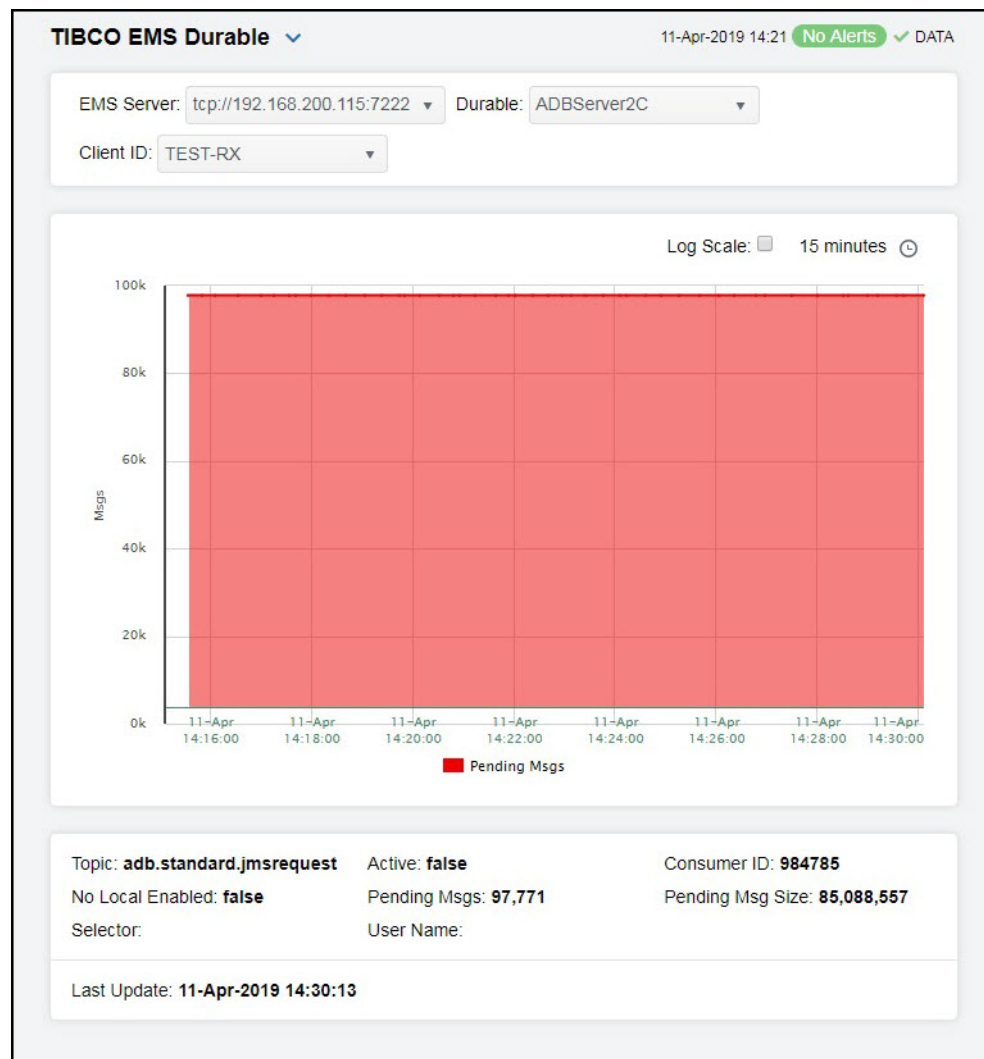 TIBCO EMS Durable
11-Apr-2019 14:21 No Alerts DATA
EMS Server: tcp://192.168.200.115:7222 Durable: ADBServer2C
Client ID: TEST-RX
Log Scale: 15 minutes
100k
80k
60k
Msgs
40k
20k
0k
11-Apr 11-Apr 11-Apr 11-Apr 11-Apr 11-Apr 11-Apr 11-Apr
14:16:00 14:18:00 14:20:00 14:22:00 14:24:00 14:26:00 14:28:00 14:30:00
Pending Msgs
Topic: adb.standard.jmsrequest Active: false Consumer ID: 984785
No Local Enabled: false Pending Msgs: 97,771 Pending Msg Size: 85,088,557
Selector: User Name:
Last Update: 11-Apr-2019 14:30:13